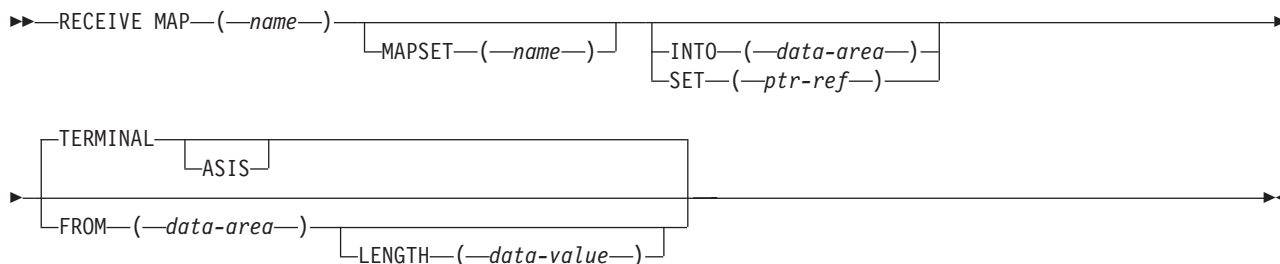 RECEIVE MAP ( name )
MAPSET ( name )
INTO ( data-area )
SET ( ptr-ref )
TERMINAL
ASIS
FROM ( data-area )
LENGTH ( data-value )